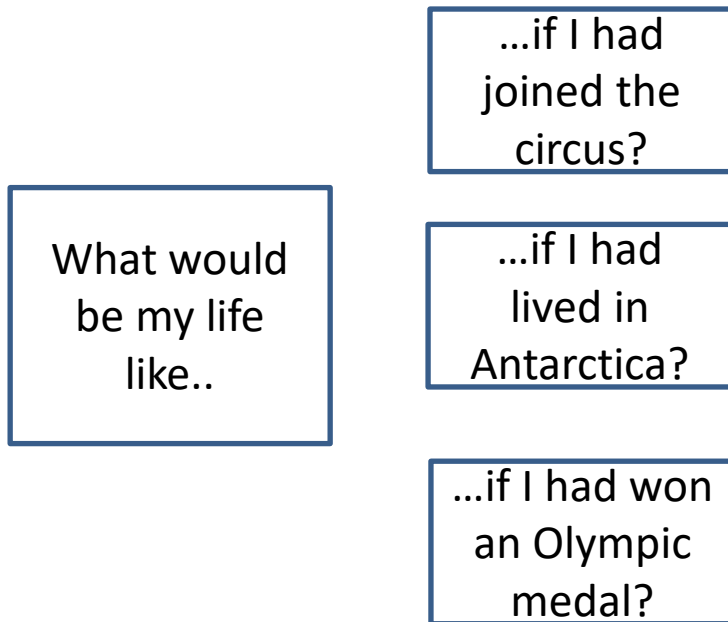 What would
be my life
like..
...if I had
joined the
circus?
...if I had
lived in
Antarctica?
...if I had won
an Olympic
medal?